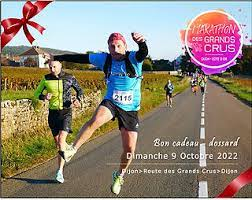 MARATHON
DES GRANDS
CRUS
2115
Bon cadeau - dossard
Dimanche 9 Octobre 2022
Dijon>Route des Grands Crus>Dijon